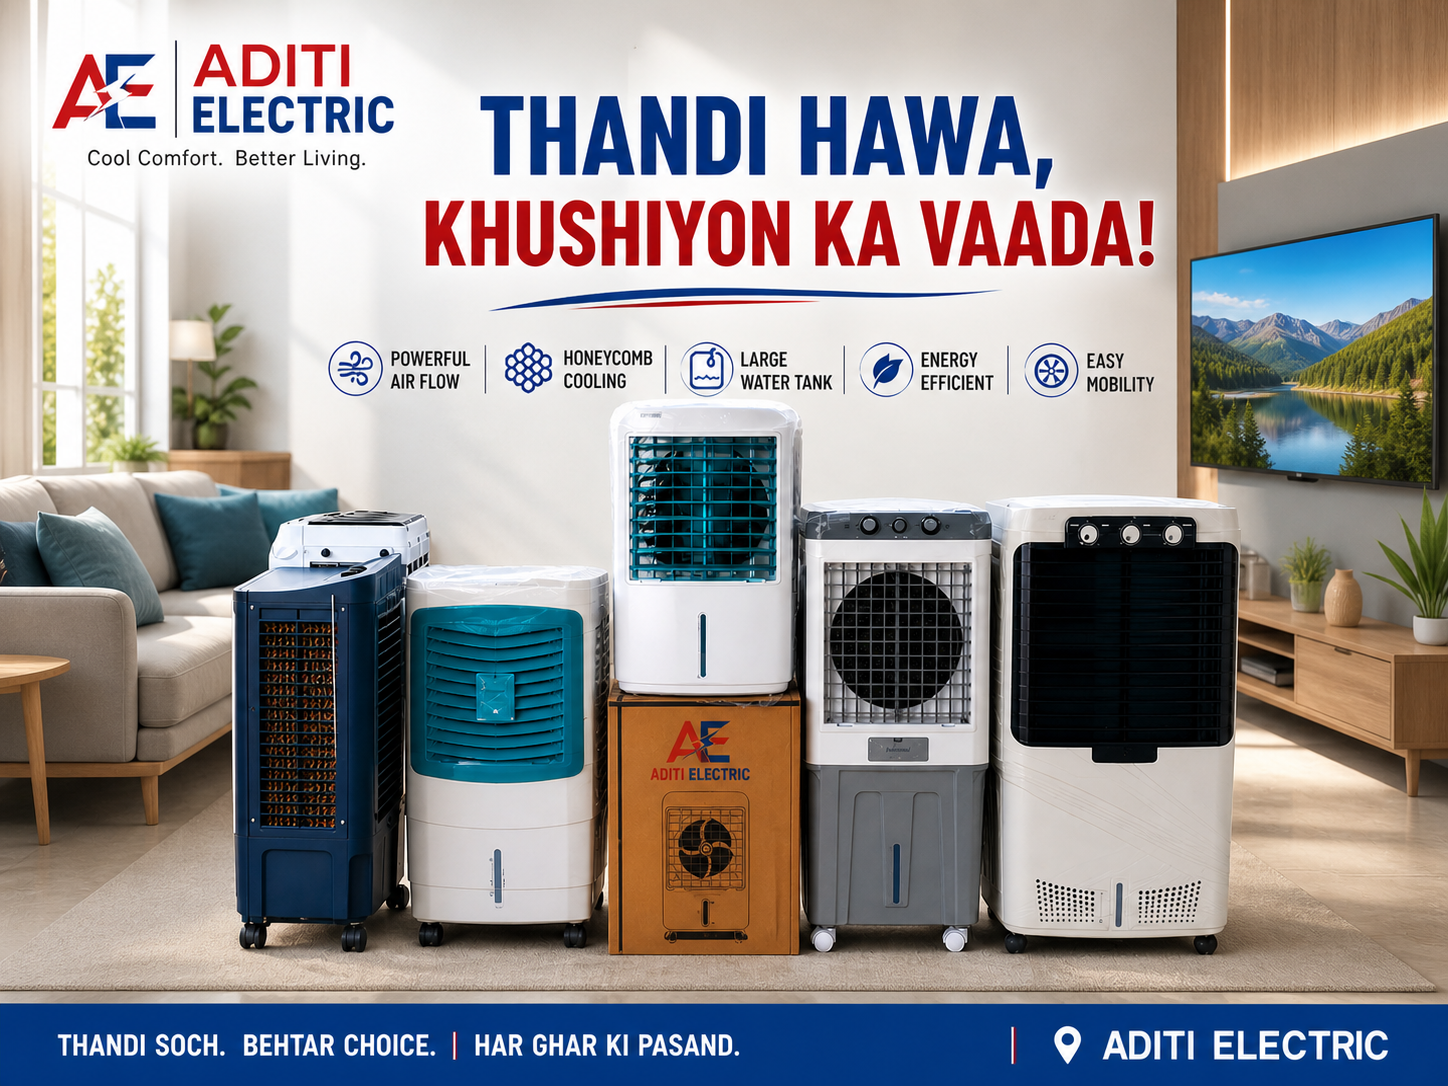 AE
ADITI
ELECTRIC
Cool Comfort. Better Living.
THANDI HAWA,
KHUSHIYON KA VAADA!
POWERFUL
AIR FLOW
HONEYCOMB
COOLING
LARGE
WATER TANK
ENERGY
EFFICIENT
EASY
MOBILITY
AE
ADITI ELECTRIC
THANDI SOCH. BEHTAR CHOICE. | HAR GHAR KI PASAND.
ADITI ELECTRIC